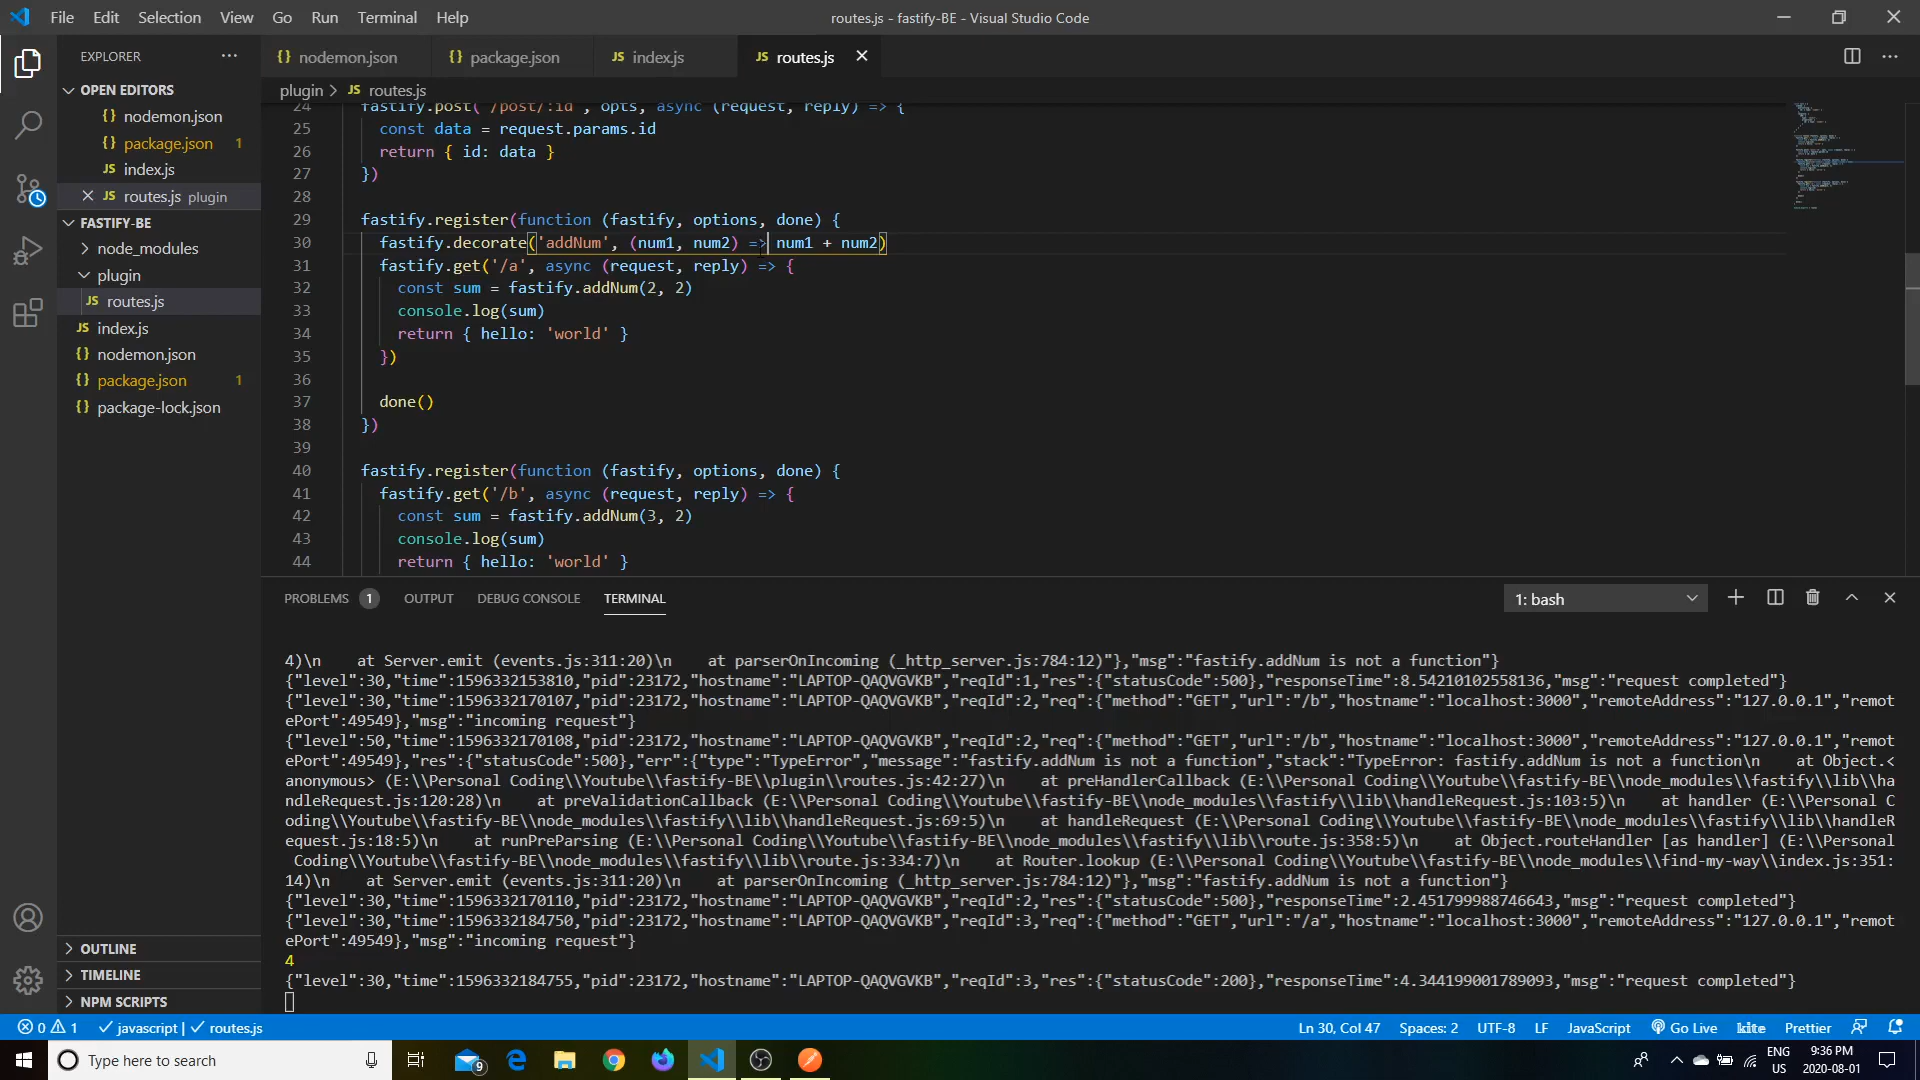 File Edit Selection View Go Run Terminal Help
routes.js - fastify-BE - Visual Studio Code
EXPLORER
OPEN EDITORS
nodemon.json
package.json 1
index.js
routes.js plugin
FASTIFY-BE
node_modules
plugin
routes.js
index.js
nodemon.json
package.json 1
package-lock.json
OUTLINE
TIMELINE
NPM SCRIPTS
nodemon.json
package.json
index.js
routes.js
plugin > JS routes.js
24 fastify.post('/post/:id', opts, async (request, reply) => {
25 const data = request.params.id
26 return { id: data }
27 })
28
29 fastify.register(function (fastify, options, done) {
30 fastify.decorate('addNum', (num1, num2) => num1 + num2)
31 fastify.get('/a', async (request, reply) => {
32 const sum = fastify.addNum(2, 2)
33 console.log(sum)
34 return { hello: 'world' }
35 })
36
37 done()
38 })
39
40 fastify.register(function (fastify, options, done) {
41 fastify.get('/b', async (request, reply) => {
42 const sum = fastify.addNum(3, 2)
43 console.log(sum)
44 return { hello: 'world' }
PROBLEMS 1 OUTPUT DEBUG CONSOLE TERMINAL
1: bash
4)\n    at Server.emit (events.js:311:20)\n    at parserOnIncoming (_http_server.js:784:12)"},"msg":"fastify.addNum is not a function"}
{"level":30,"time":1596332153810,"pid":23172,"hostname":"LAPTOP-QAQVGVKB","reqId":1,"res":{"statusCode":500},"responseTime":8.54210102558136,"msg":"request completed"}
{"level":30,"time":1596332170107,"pid":23172,"hostname":"LAPTOP-QAQVGVKB","reqId":2,"req":{"method":"GET","url":"/b","hostname":"localhost:3000","remoteAddress":"127.0.0.1","remot
ePort":49549},"msg":"incoming request"}
{"level":50,"time":1596332170108,"pid":23172,"hostname":"LAPTOP-QAQVGVKB","reqId":2,"req":{"method":"GET","url":"/b","hostname":"localhost:3000","remoteAddress":"127.0.0.1","remot
ePort":49549},"res":{"statusCode":500},"err":{"type":"TypeError","message":"fastify.addNum is not a function","stack":"TypeError: fastify.addNum is not a function\n    at Object.<
anonymous> (E:\\Personal Coding\\Youtube\\fastify-BE\\plugin\\routes.js:42:27)\n    at preHandlerCallback (E:\\Personal Coding\\Youtube\\fastify-BE\\node_modules\\fastify\\lib\\ha
ndleRequest.js:120:28)\n    at preValidationCallback (E:\\Personal Coding\\Youtube\\fastify-BE\\node_modules\\fastify\\lib\\handleRequest.js:103:5)\n    at handler (E:\\Personal C
oding\\Youtube\\fastify-BE\\node_modules\\fastify\\lib\\handleRequest.js:69:5)\n    at handleRequest (E:\\Personal Coding\\Youtube\\fastify-BE\\node_modules\\fastify\\lib\\handleR
equest.js:18:5)\n    at runPreParsing (E:\\Personal Coding\\Youtube\\fastify-BE\\node_modules\\fastify\\lib\\route.js:358:5)\n    at Object.routeHandler [as handler] (E:\\Personal
Coding\\Youtube\\fastify-BE\\node_modules\\fastify\\lib\\route.js:334:7)\n    at Router.lookup (E:\\Personal Coding\\Youtube\\fastify-BE\\node_modules\\find-my-way\\index.js:351:
14)\n    at Server.emit (events.js:311:20)\n    at parserOnIncoming (_http_server.js:784:12)"},"msg":"fastify.addNum is not a function"}
{"level":30,"time":1596332170110,"pid":23172,"hostname":"LAPTOP-QAQVGVKB","reqId":2,"res":{"statusCode":500},"responseTime":2.451799988746643,"msg":"request completed"}
{"level":30,"time":1596332184750,"pid":23172,"hostname":"LAPTOP-QAQVGVKB","reqId":3,"req":{"method":"GET","url":"/a","hostname":"localhost:3000","remoteAddress":"127.0.0.1","remot
ePort":49549},"msg":"incoming request"}
4
{"level":30,"time":1596332184755,"pid":23172,"hostname":"LAPTOP-QAQVGVKB","reqId":3,"res":{"statusCode":200},"responseTime":4.344199001789093,"msg":"request completed"}
0 1 javascript | routes.js
Ln 30, Col 47 Spaces: 2 UTF-8 LF JavaScript Go Live kite Prettier
Type here to search
9
ENG
US
9:36 PM
2020-08-01